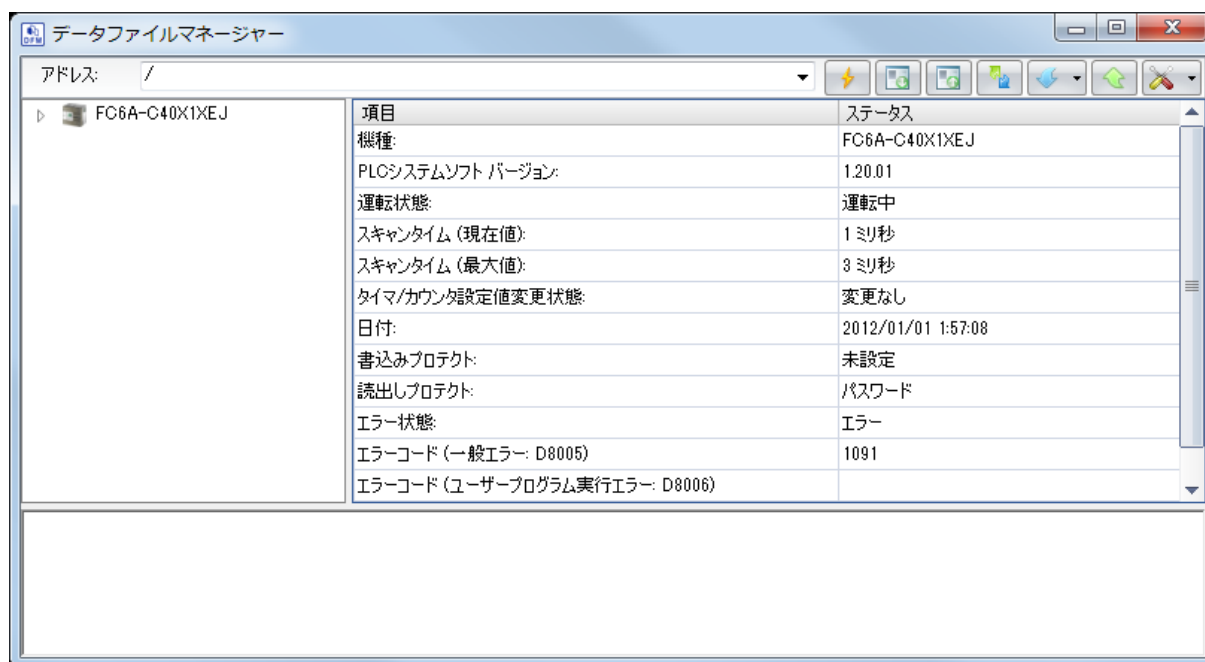 データファイルマネージャー
アドレス: /
FC6A-C40X1XEJ
項目 ステータス
機種: FC6A-C40X1XEJ
PLCシステムソフト バージョン: 1.20.01
運転状態: 運転中
スキャンタイム (現在値): 1 ミリ秒
スキャンタイム (最大値): 3 ミリ秒
タイマ/カウンタ設定値変更状態: 変更なし
日付: 2012/01/01 1:57:08
書込みプロテクト: 未設定
読出しプロテクト: パスワード
エラー状態: エラー
エラーコード (一般エラー: D8005) 1091
エラーコード (ユーザープログラム実行エラー: D8006)